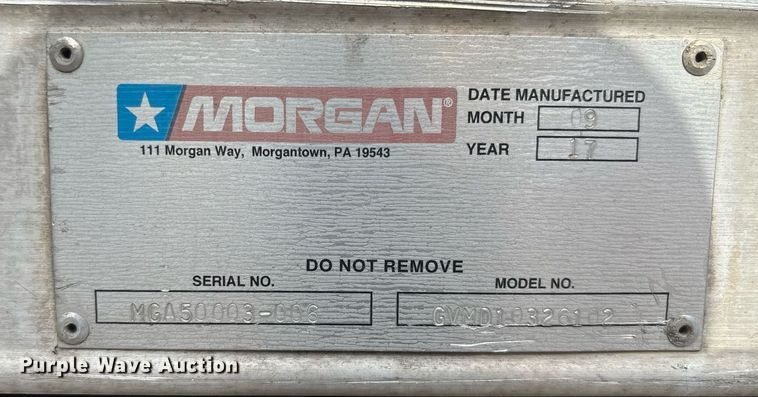 MORGAN®
111 Morgan Way, Morgantown, PA 19543
DATE MANUFACTURED
MONTH 09
YEAR 17
DO NOT REMOVE
SERIAL NO.
MGA50003-006
MODEL NO.
GVMD10326102
Purple Wave Auction